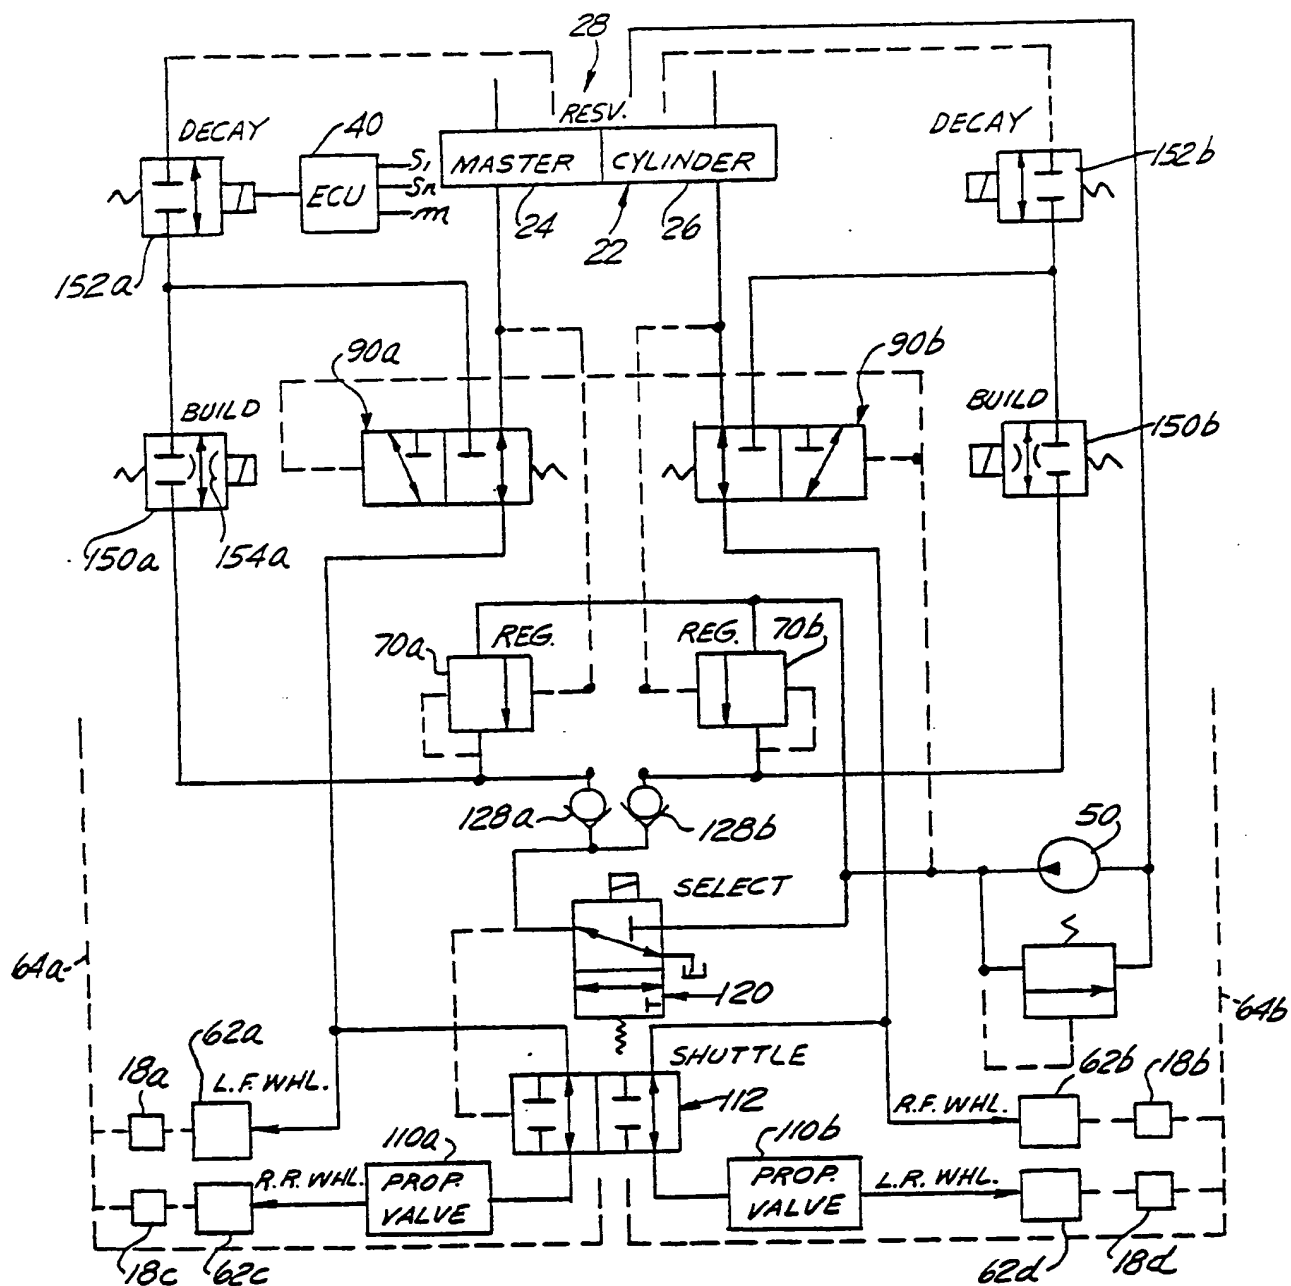 28
RESV.
DECAY
40
ECU
S1
Sn
m
MASTER
CYLINDER
24
22
26
DECAY
152b
152a
90a
90b
BUILD
BUILD
150b
150a
154a
70a
REG.
REG.
70b
128a
128b
50
SELECT
120
64a
64b
62a
18a
L.F. WHL.
SHUTTLE
112
62b
18b
R.F. WHL.
110a
110b
R.R. WHL.
PROP.
VALVE
PROP.
VALVE
L.R. WHL.
18c
62c
62d
18d